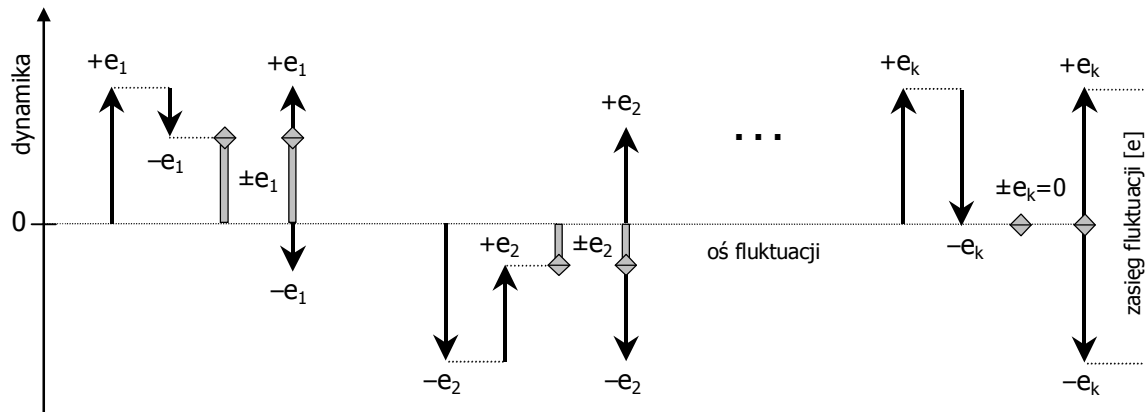 dynamika
0
+e₁
−e₁
±e₁
+e₁
−e₁
−e₂
+e₂
±e₂
+e₂
−e₂
...
oś fluktuacji
+eₖ
−eₖ
±eₖ=0
+eₖ
−eₖ
zasięg fluktuacji [e]